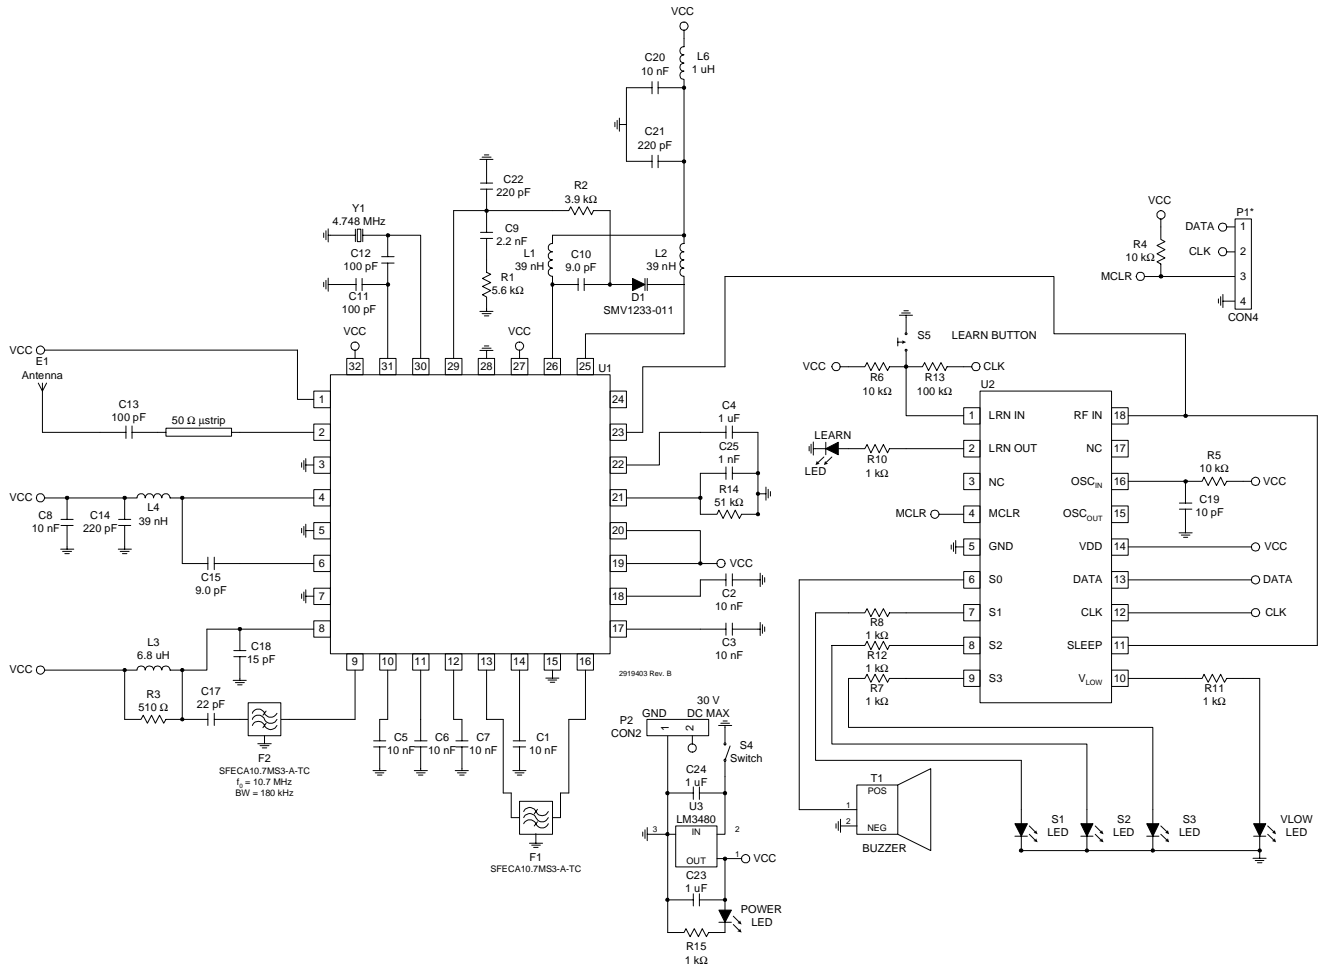 VCC
C20
10 nF
L6
1 uH
C21
220 pF
C22
220 pF
R2
3.9 kΩ
Y1
4.748 MHz
C9
2.2 nF
L1
39 nH
C10
9.0 pF
L2
39 nH
C12
100 pF
R1
5.6 kΩ
C11
100 pF
D1
SMV1233-011
VCC
R4
10 kΩ
MCLR
DATA
CLK
P1*
1
2
3
4
CON4
VCC
VCC
32
31
30
29
28
27
26
25
U1
VCC
E1
Antenna
C13
100 pF
50 Ω µstrip
1
2
3
4
5
6
7
8
VCC
C8
10 nF
C14
220 pF
L4
39 nH
C15
9.0 pF
VCC
L3
6.8 uH
C18
15 pF
R3
510 Ω
C17
22 pF
F2
SFECA10.7MS3-A-TC
f0 = 10.7 MHz
BW = 180 kHz
9
10
11
12
13
14
15
16
C5
10 nF
C6
10 nF
C7
10 nF
C1
10 nF
F1
SFECA10.7MS3-A-TC
24
23
22
21
20
19
18
17
C4
1 uF
C25
1 nF
R14
51 kΩ
VCC
C2
10 nF
C3
10 nF
2919403 Rev. B
30 V
GND
DC MAX
P2
CON2
1
2
S4
Switch
C24
1 uF
U3
LM3480
IN
OUT
3
2
1
VCC
C23
1 uF
POWER
LED
R15
1 kΩ
S5
LEARN BUTTON
VCC
R6
10 kΩ
R13
100 kΩ
CLK
U2
LEARN
LED
R10
1 kΩ
MCLR
1 LRN IN
2 LRN OUT
3 NC
4 MCLR
5 GND
6 S0
7 S1
8 S2
9 S3
RF IN 18
NC 17
OSCIN 16
OSCOUT 15
VDD 14
DATA 13
CLK 12
SLEEP 11
VLOW 10
R5
10 kΩ
VCC
C19
10 pF
VCC
DATA
CLK
R8
1 kΩ
R12
1 kΩ
R7
1 kΩ
R11
1 kΩ
T1
POS
NEG
1
2
BUZZER
S1
LED
S2
LED
S3
LED
VLOW
LED